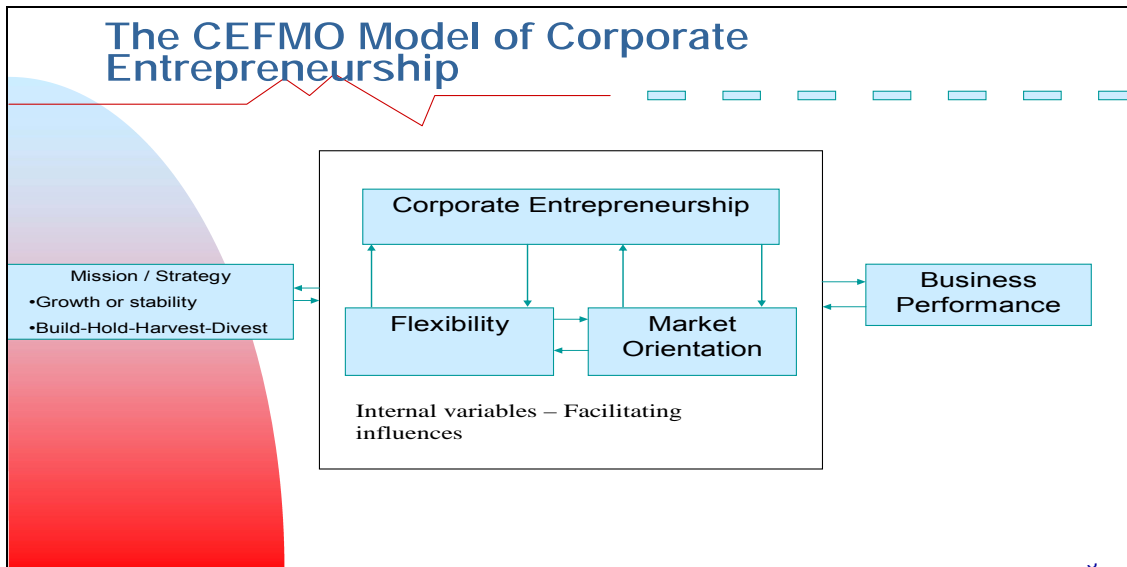 The CEFMO Model of Corporate
Entrepreneurship
Corporate Entrepreneurship
Mission / Strategy
•Growth or stability
•Build-Hold-Harvest-Divest
Flexibility
Market
Orientation
Business
Performance
Internal variables – Facilitating
influences